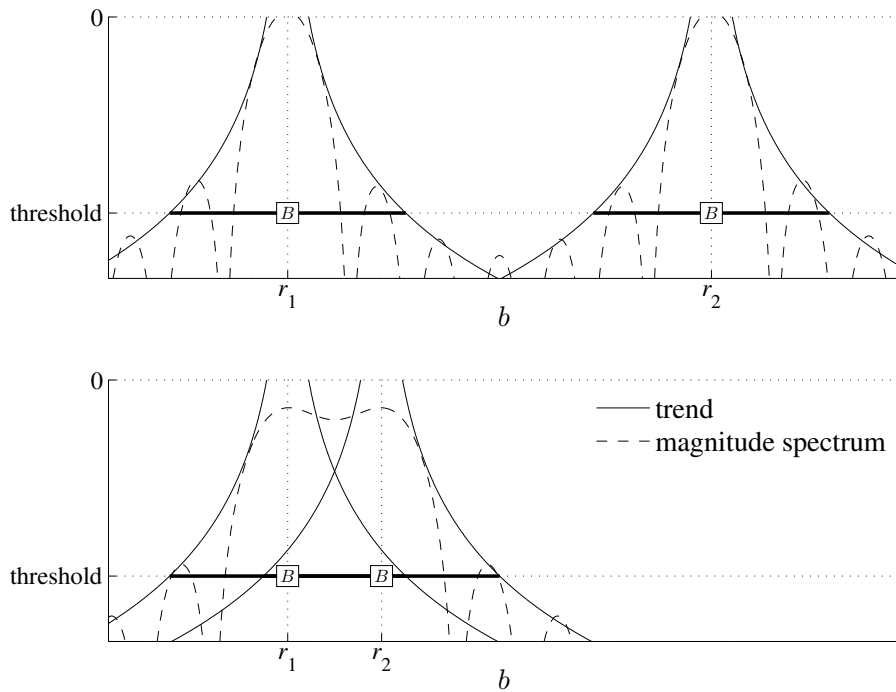 0
threshold
B
B
r1
r2
b
0
trend
magnitude spectrum
threshold
B
B
r1
r2
b